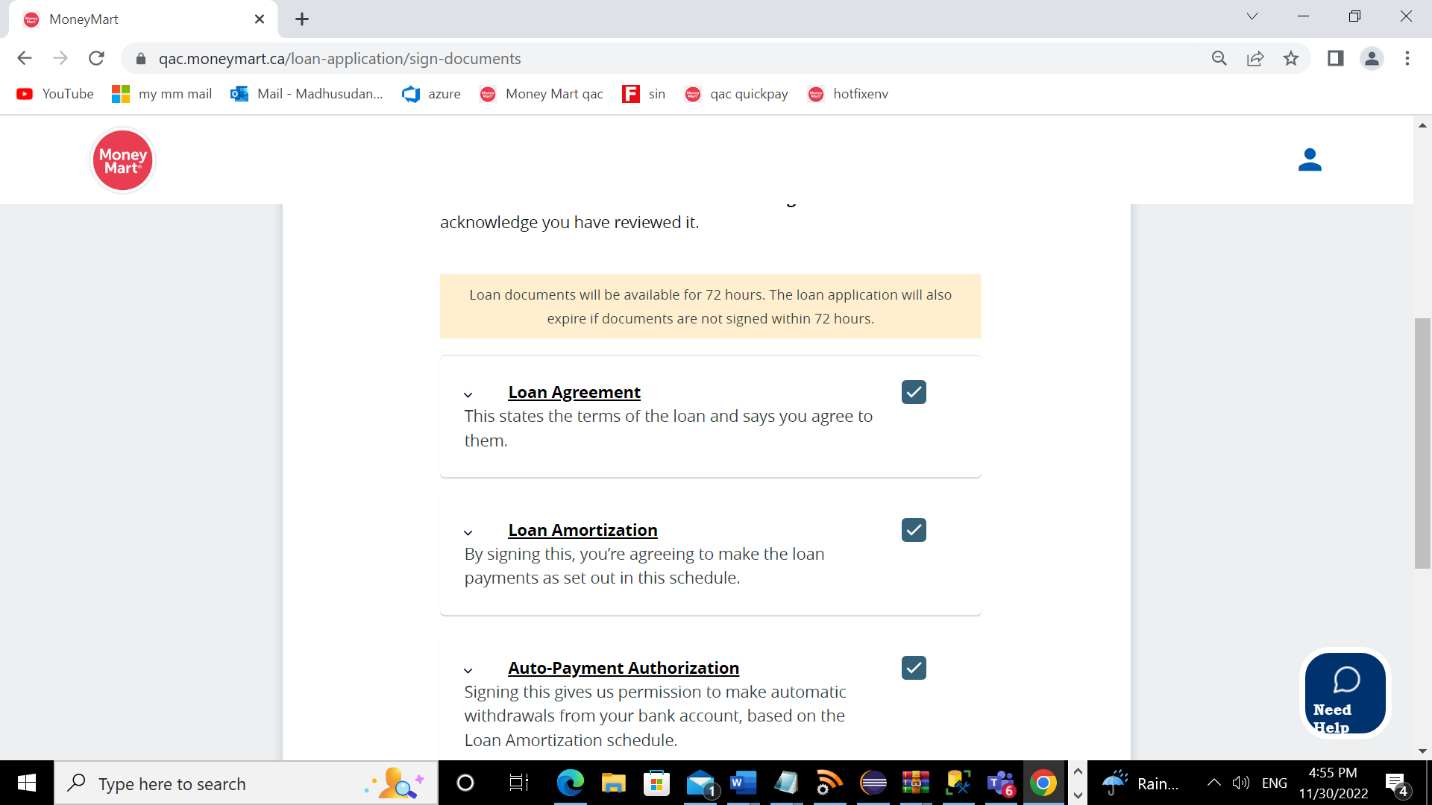 MoneyMart
qac.moneymart.ca/loan-application/sign-documents
YouTube my mm mail Mail - Madhusudan... azure Money Mart qac F sin qac quickpay hotfixenv
Money
Mart
acknowledge you have reviewed it.
Loan documents will be available for 72 hours. The loan application will also
expire if documents are not signed within 72 hours.
Loan Agreement
This states the terms of the loan and says you agree to
them.
Loan Amortization
By signing this, you're agreeing to make the loan
payments as set out in this schedule.
Auto-Payment Authorization
Signing this gives us permission to make automatic
withdrawals from your bank account, based on the
Loan Amortization schedule.
Need
Help
Type here to search 1 W T 6 Rain... ENG 4:55 PM 4
11/30/2022